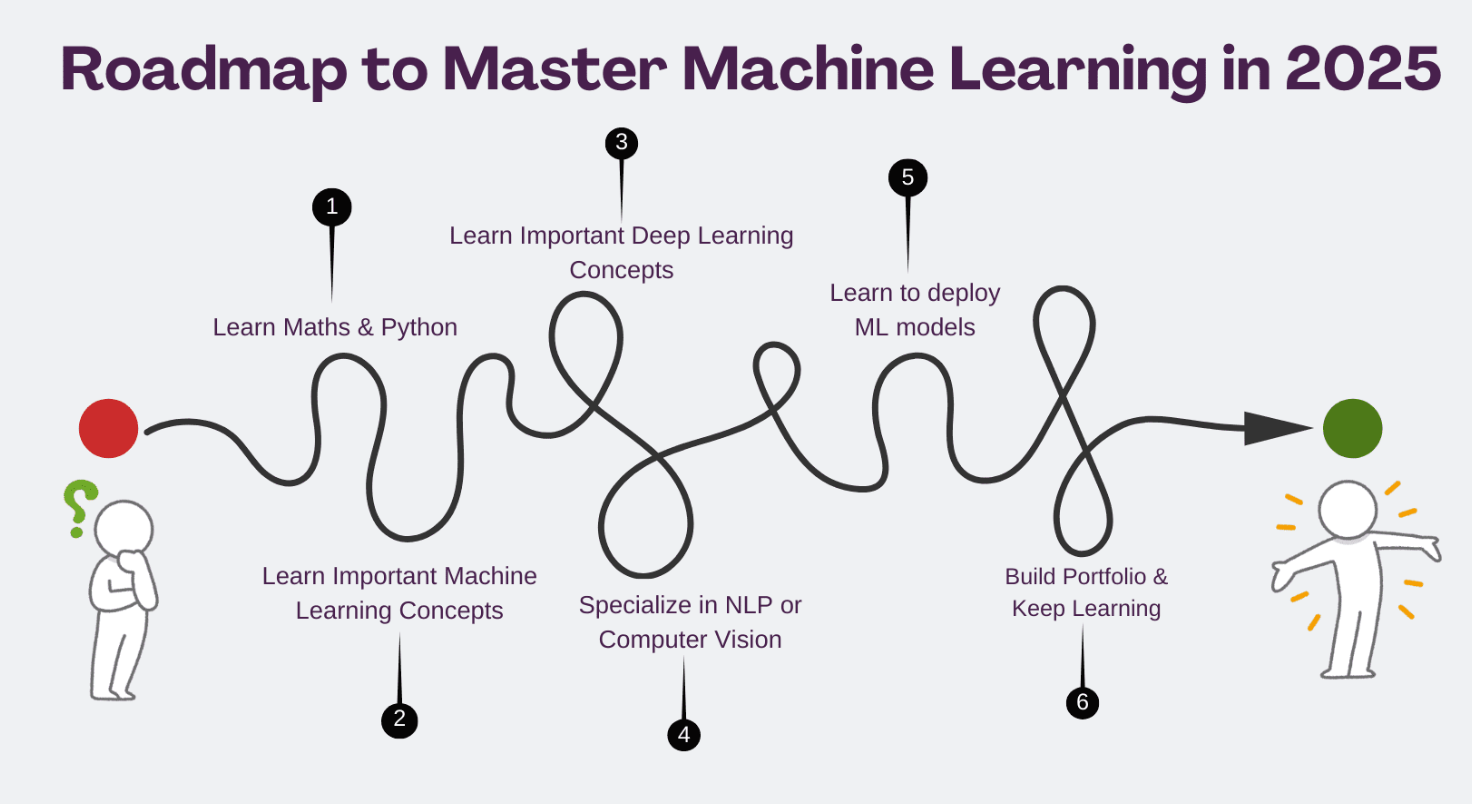 Roadmap to Master Machine Learning in 2025
1
Learn Maths & Python
2
Learn Important Machine
Learning Concepts
3
Learn Important Deep Learning
Concepts
4
Specialize in NLP or
Computer Vision
5
Learn to deploy
ML models
6
Build Portfolio &
Keep Learning
?